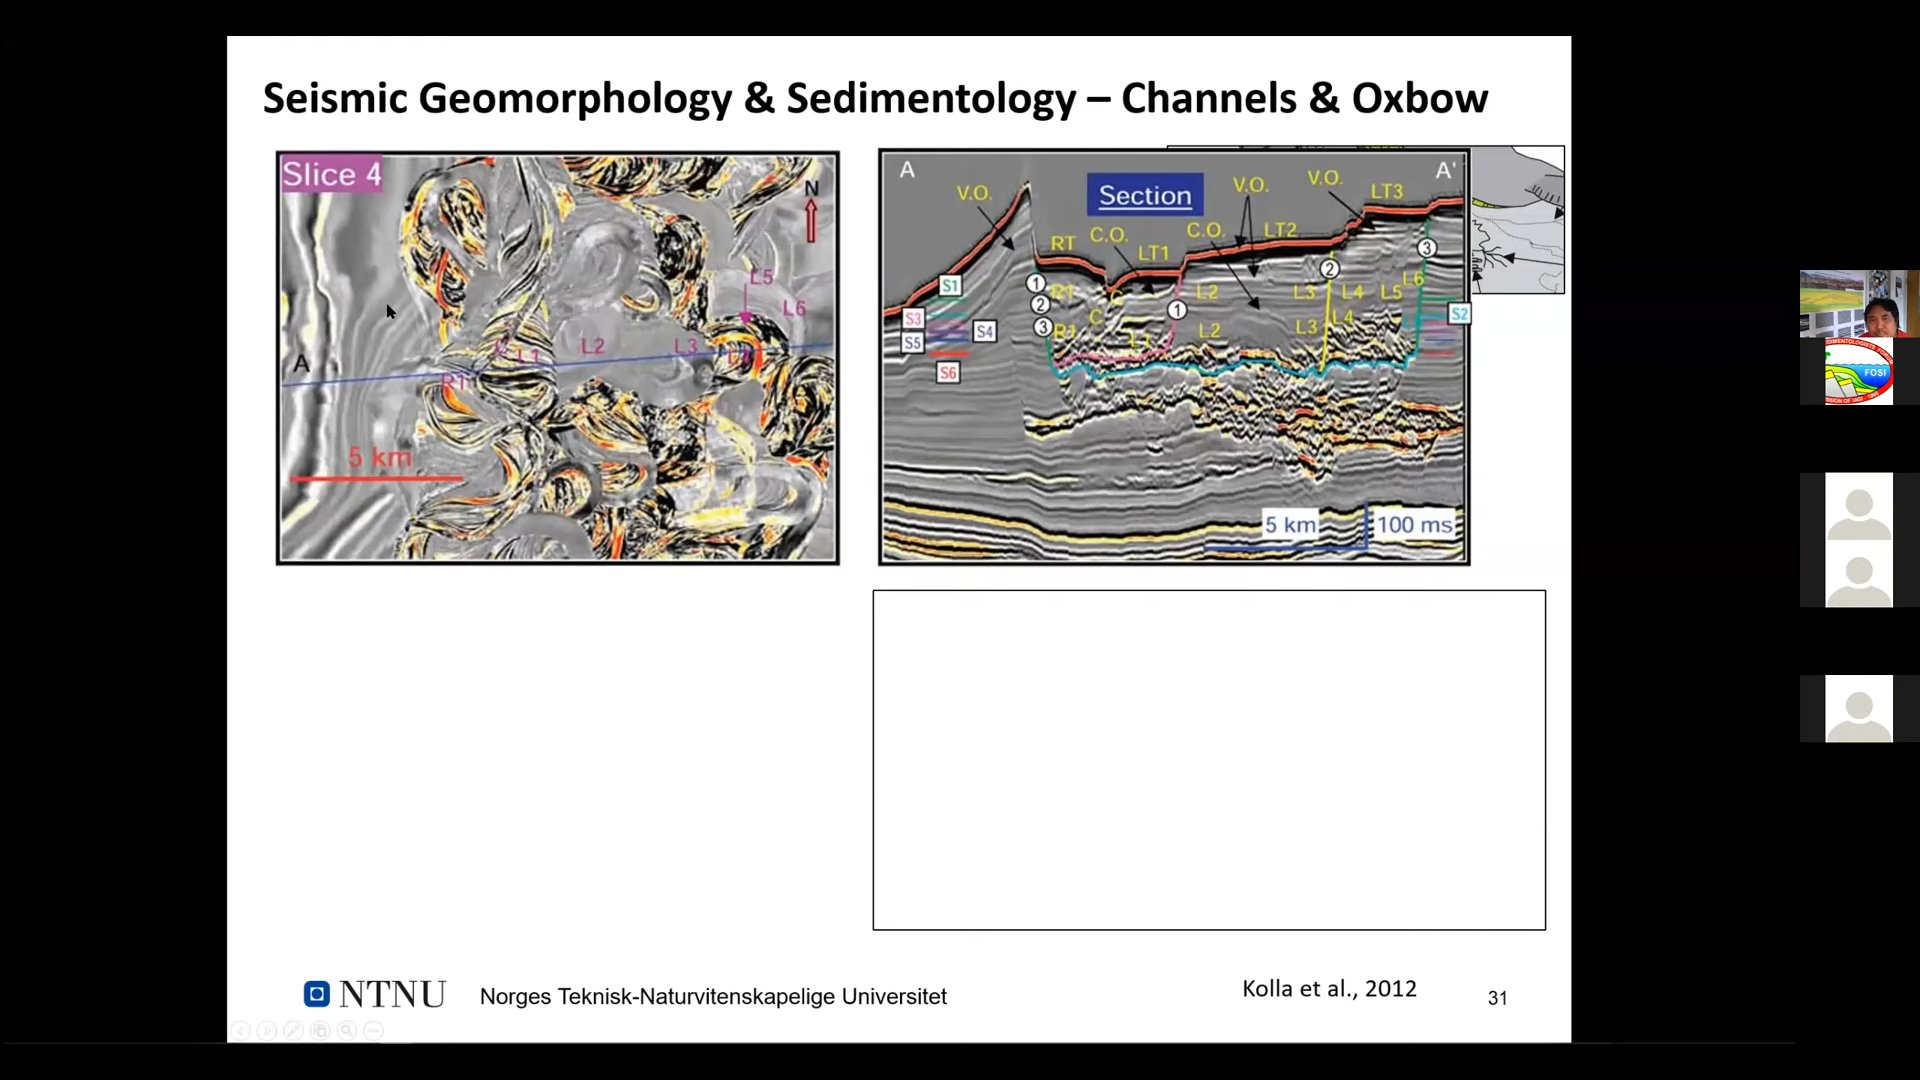 Seismic Geomorphology & Sedimentology – Channels & Oxbow
Slice 4
N
L5
L6
A
C
L1
L2
L3
R1
5 km
A
A'
Section
V.O.
V.O.
V.O.
LT3
RT
C.O.
LT1
C.O.
LT2
3
2
S1
1
R1
C
L2
L3
L4
L5
L6
2
1
S3
S4
C
3
R1
L1
L2
L3
L4
S2
S5
S6
5 km
100 ms
FOSI
NTNU
Norges Teknisk-Naturvitenskapelige Universitet
Kolla et al., 2012
31